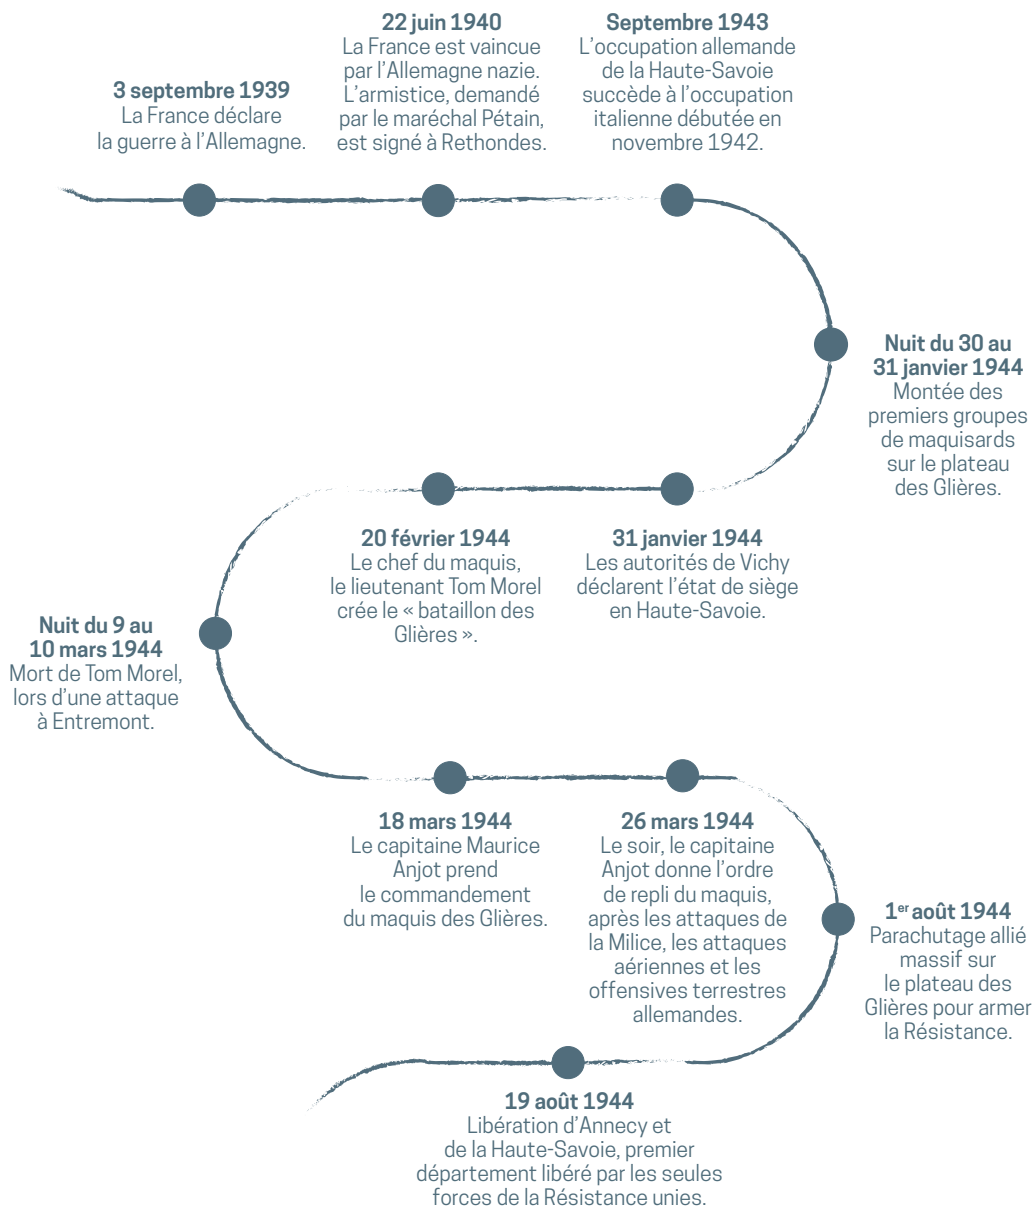 3 septembre 1939
La France déclare
la guerre à l’Allemagne.
22 juin 1940
La France est vaincue
par l’Allemagne nazie.
L’armistice, demandé
par le maréchal Pétain,
est signé à Rethondes.
Septembre 1943
L’occupation allemande
de la Haute-Savoie
succède à l’occupation
italienne débutée en
novembre 1942.
Nuit du 30 au
31 janvier 1944
Montée des
premiers groupes
de maquisards
sur le plateau
des Glières.
31 janvier 1944
Les autorités de Vichy
déclarent l’état de siège
en Haute-Savoie.
20 février 1944
Le chef du maquis,
le lieutenant Tom Morel
crée le « bataillon des
Glières ».
Nuit du 9 au
10 mars 1944
Mort de Tom Morel,
lors d’une attaque
à Entremont.
18 mars 1944
Le capitaine Maurice
Anjot prend
le commandement
du maquis des Glières.
26 mars 1944
Le soir, le capitaine
Anjot donne l’ordre
de repli du maquis,
après les attaques de
la Milice, les attaques
aériennes et les
offensives terrestres
allemandes.
1er août 1944
Parachutage allié
massif sur
le plateau des
Glières pour armer
la Résistance.
19 août 1944
Libération d’Annecy et
de la Haute-Savoie, premier
département libéré par les seules
forces de la Résistance unies.